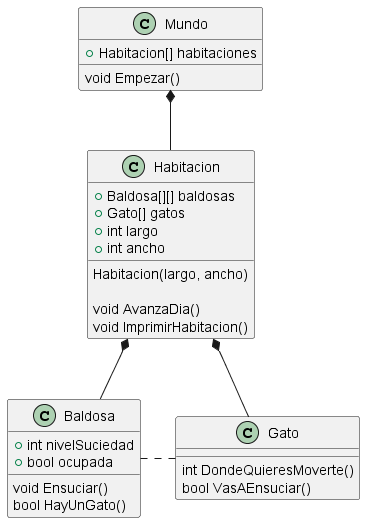 C Mundo
Habitacion[] habitaciones
void Empezar()
C Habitacion
Baldosa[][] baldosas
Gato[] gatos
int largo
int ancho
Habitacion(largo, ancho)
void AvanzaDia()
void ImprimirHabitacion()
C Baldosa
int nivelSuciedad
bool ocupada
void Ensuciar()
bool HayUnGato()
C Gato
int DondeQuieresMoverte()
bool VasAEnsuciar()